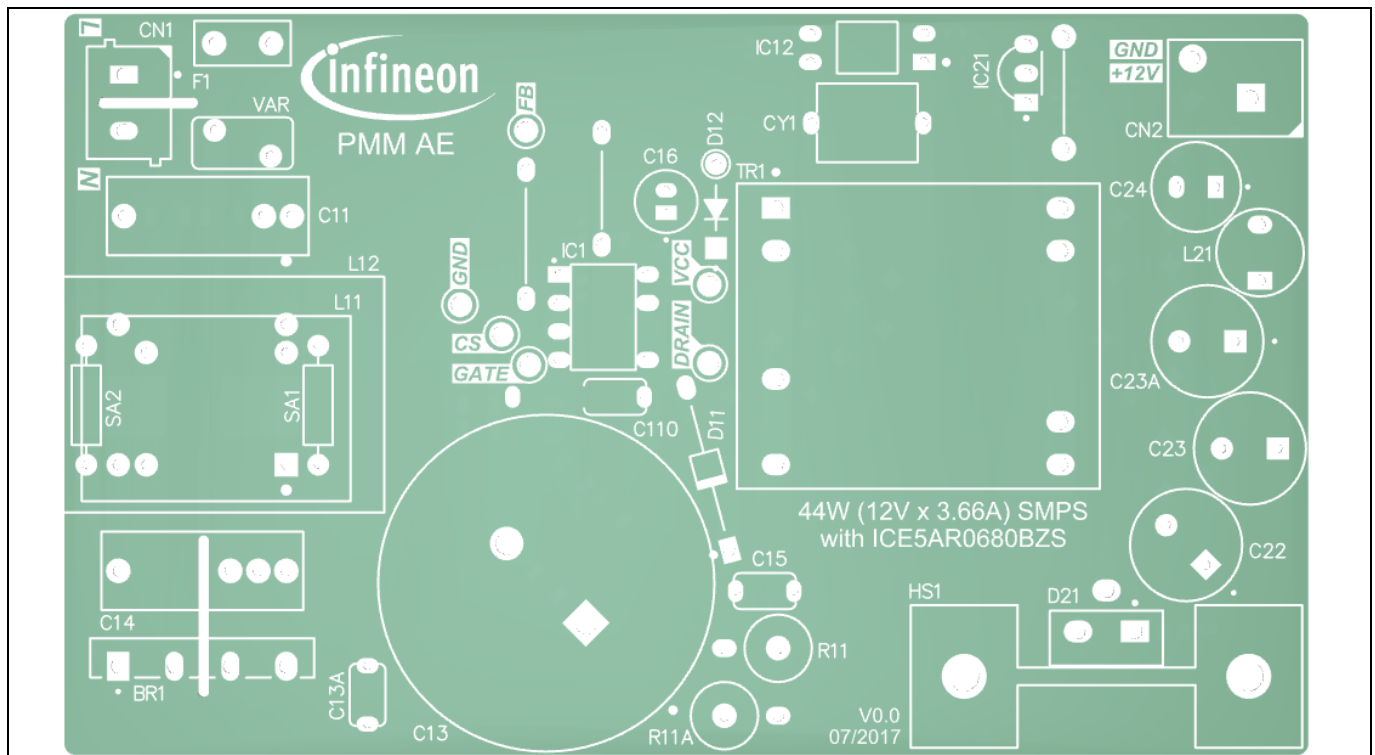 L
CN1
F1
VAR
N
infineon
PMM AE
FB
IC12
IC21
GND
+12V
CN2
CY1
D12
C16
TR1
C24
C11
L12
L11
GND
IC1
VCC
L21
CS
GATE
DRAIN
C23A
SA2
SA1
C110
D11
C23
44W (12V x 3.66A) SMPS
with ICE5AR0680BZS
C22
C15
C14
HS1
D21
BR1
C13A
C13
R11
R11A
V0.0
07/2017